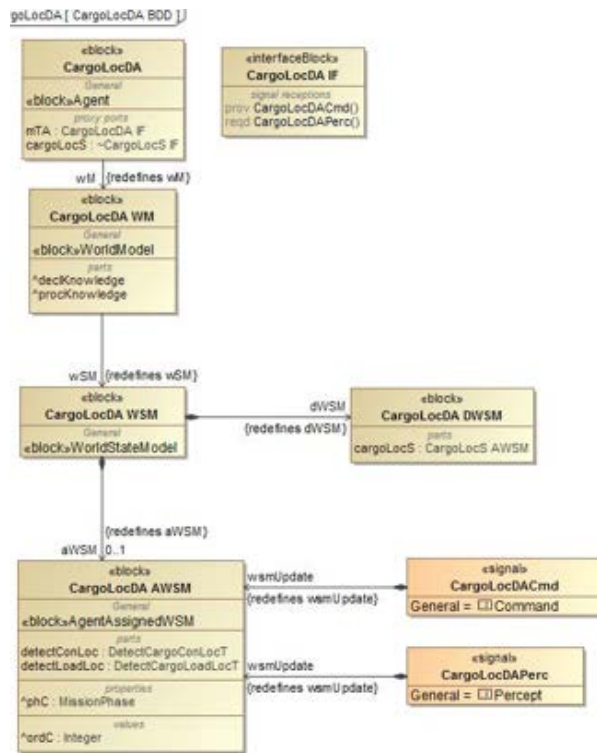 goLocDA [ CargoLocDA BDD ]
«block»
CargoLocDA
General
«block»Agent
proxy ports
mTA : CargoLocDA IF
cargoLocS : ~CargoLocS IF
«interfaceBlock»
CargoLocDA IF
signal receptions
prov CargoLocDACmd()
reqd CargoLocDAPerc()
wM {redefines wM}
«block»
CargoLocDA WM
General
«block»WorldModel
parts
^declKnowledge
^procKnowledge
wSM {redefines wSM}
«block»
CargoLocDA WSM
General
«block»WorldStateModel
dWSM
{redefines dWSM}
«block»
CargoLocDA DWSM
parts
cargoLocS : CargoLocS AWSM
{redefines aWSM}
aWSM 0..1
«block»
CargoLocDA AWSM
General
«block»AgentAssignedWSM
parts
detectConLoc : DetectCargoConLocT
detectLoadLoc : DetectCargoLoadLocT
properties
^phC : MissionPhase
values
^ordC : Integer
wsmUpdate
{redefines wsmUpdate}
«signal»
CargoLocDACmd
General = Command
wsmUpdate
{redefines wsmUpdate}
«signal»
CargoLocDAPerc
General = Percept